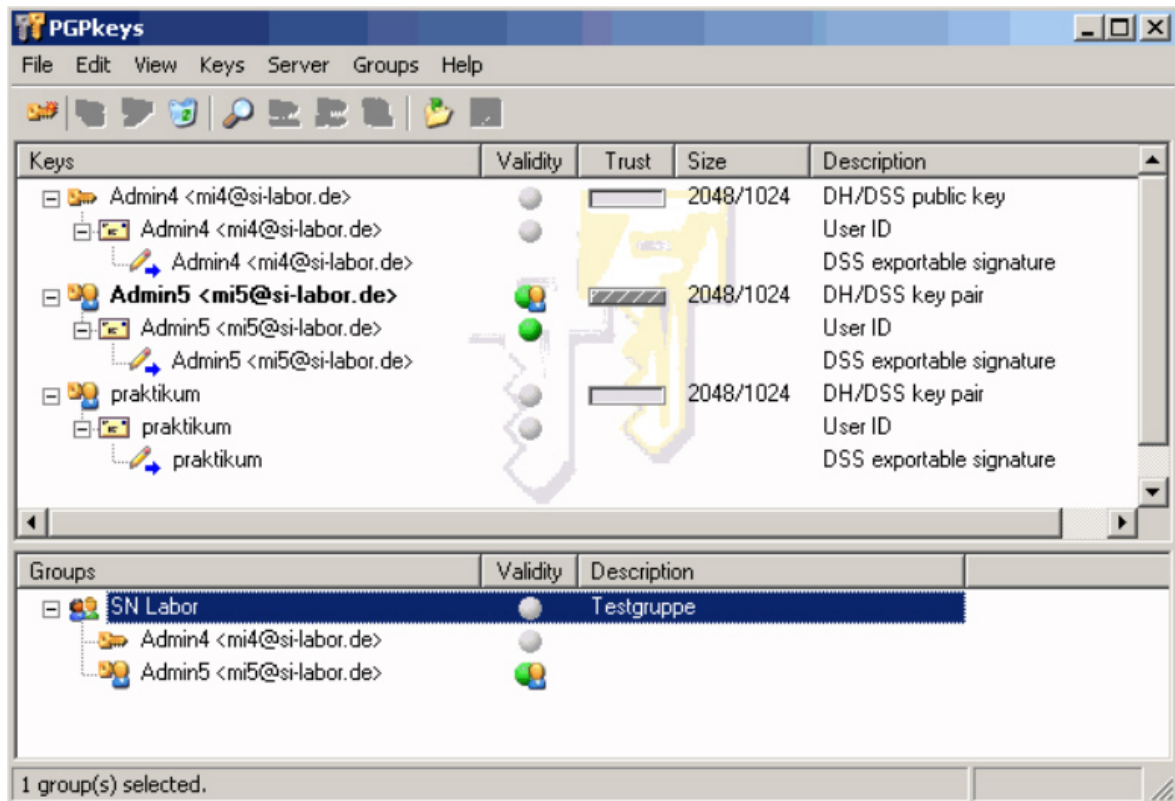 PGPkeys
File Edit View Keys Server Groups Help
Keys Validity Trust Size Description
Admin4 <mi4@si-labor.de> 2048/1024 DH/DSS public key
Admin4 <mi4@si-labor.de> User ID
Admin4 <mi4@si-labor.de> DSS exportable signature
Admin5 <mi5@si-labor.de> 2048/1024 DH/DSS key pair
Admin5 <mi5@si-labor.de> User ID
Admin5 <mi5@si-labor.de> DSS exportable signature
praktikum 2048/1024 DH/DSS key pair
praktikum User ID
praktikum DSS exportable signature
Groups Validity Description
SN Labor Testgruppe
Admin4 <mi4@si-labor.de>
Admin5 <mi5@si-labor.de>
1 group(s) selected.